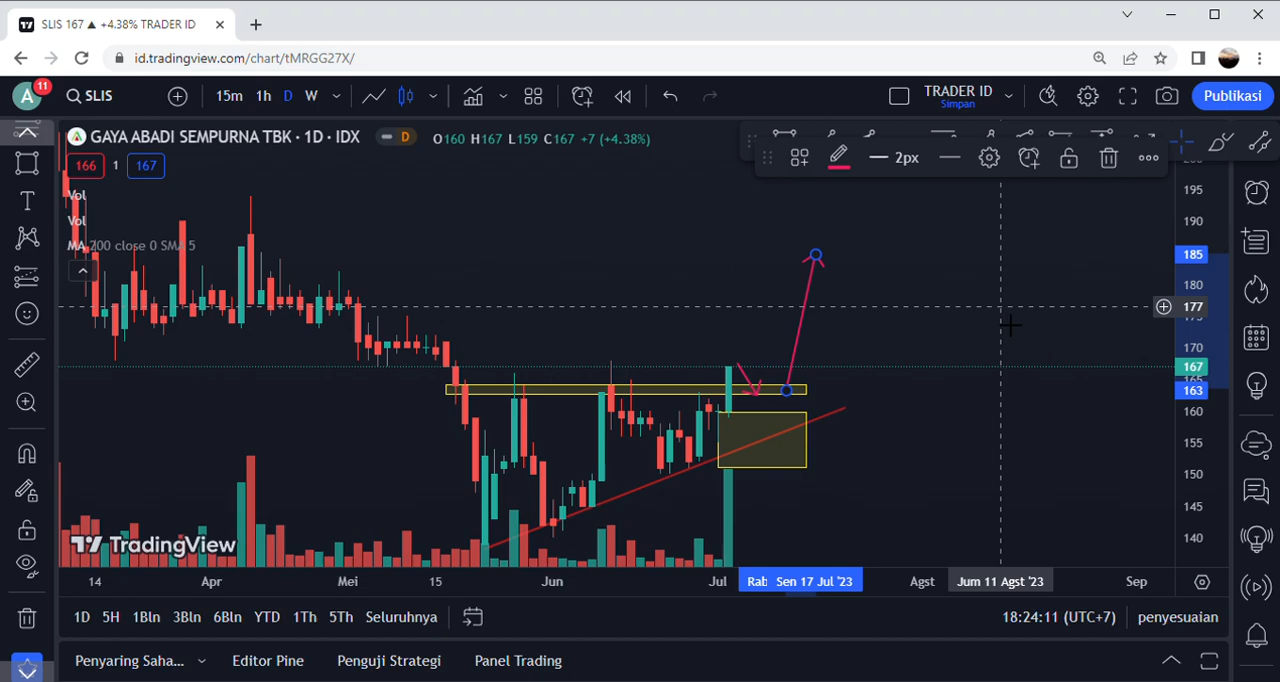 SLIS 167 ▲ +4.38% TRADER ID
id.tradingview.com/chart/tMRGG27X/
A 11 SLIS 15m 1h D W TRADER ID Simpan Publikasi
GAYA ABADI SEMPURNA TBK · 1D · IDX D O160 H167 L159 C167 +7 (+4.38%)
166 1 167
2px
Vol
Vol
MA 200 close 0 SMA 5
195
190
185
180
177
175
170
167
165
163
160
155
150
145
140
TradingView
14 Apr Mei 15 Jun Jul Rab Sen 17 Jul '23 Agst Jum 11 Agst '23 Sep
1D 5H 1Bln 3Bln 6Bln YTD 1Th 5Th Seluruhnya 18:24:11 (UTC+7) penyesuaian
Penyaring Saha... Editor Pine Penguji Strategi Panel Trading